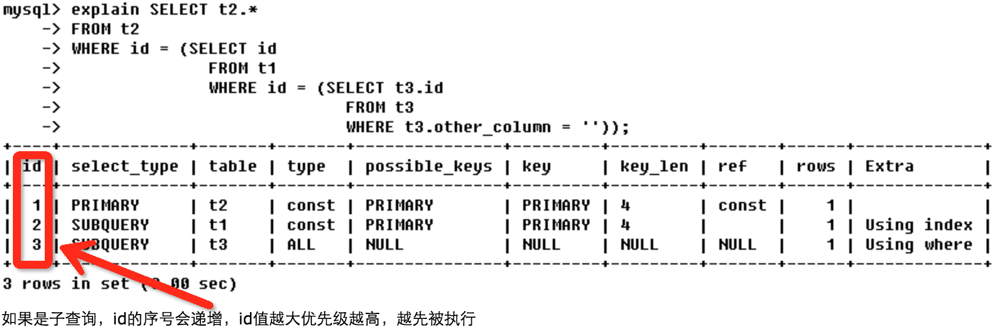 mysql> explain SELECT t2.*
    -> FROM t2
    -> WHERE id = (SELECT id
    ->               FROM t1
    ->               WHERE id = (SELECT t3.id
    ->                             FROM t3
    ->                             WHERE t3.other_column = ''));
+----+-------------+-------+-------+---------------+---------+---------+-------+------+-------------+
| id | select_type | table | type  | possible_keys | key     | key_len | ref   | rows | Extra       |
+----+-------------+-------+-------+---------------+---------+---------+-------+------+-------------+
|  1 | PRIMARY     | t2    | const | PRIMARY       | PRIMARY | 4       | const |    1 |             |
|  2 | SUBQUERY    | t1    | const | PRIMARY       | PRIMARY | 4       |       |    1 | Using index |
|  3 | SUBQUERY    | t3    | ALL   | NULL          | NULL    | NULL    | NULL  |    1 | Using where |
+----+-------------+-------+-------+---------------+---------+---------+-------+------+-------------+
3 rows in set (0.00 sec)
如果是子查询，id的序号会递增，id值越大优先级越高，越先被执行